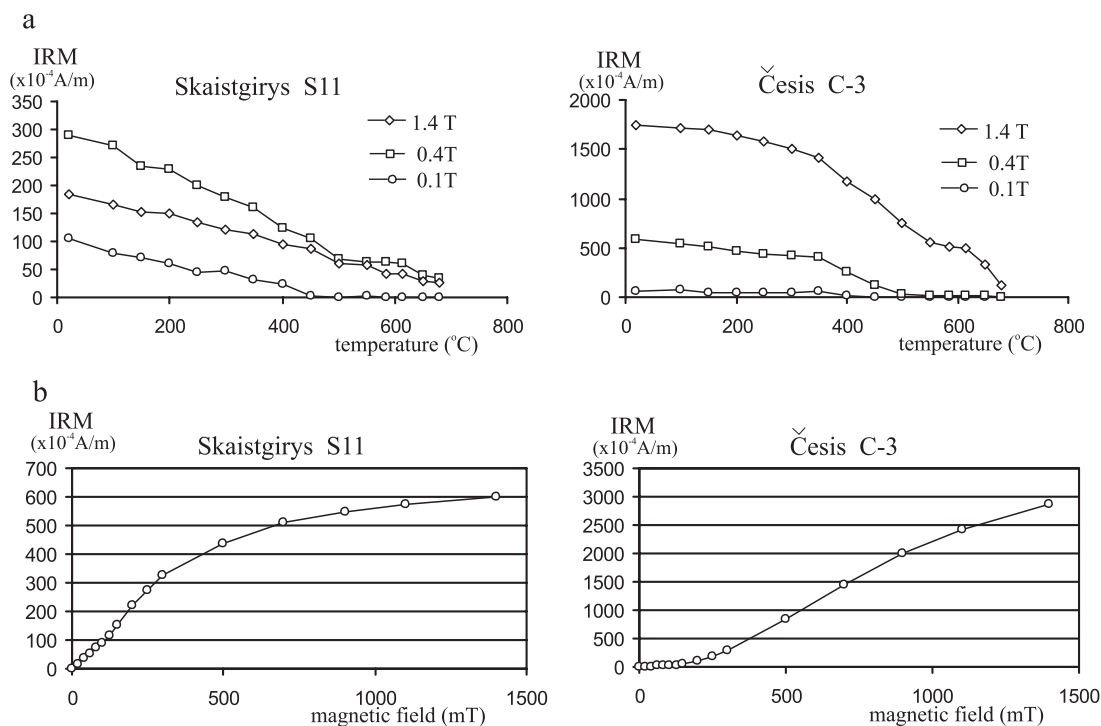 a
IRM
(x10⁻⁴A/m)
Skaistgirys S11
350
300
250
200
150
100
50
0
1.4 T
0.4T
0.1T
0 200 400 600 800
temperature (°C)
IRM
(x10⁻⁴A/m)
Česis C-3
2000
1500
1000
500
0
1.4 T
0.4T
0.1T
0 200 400 600 800
temperature (°C)
b
IRM
(x10⁻⁴A/m)
Skaistgirys S11
700
600
500
400
300
200
100
0
0 500 1000 1500
magnetic field (mT)
IRM
(x10⁻⁴A/m)
Česis C-3
3500
3000
2500
2000
1500
1000
500
0
0 500 1000 1500
magnetic field (mT)